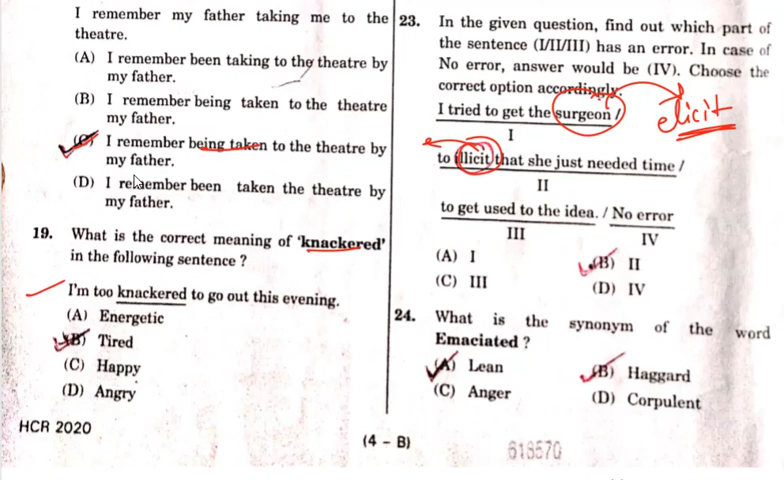 I remember my father taking me to the
theatre.
(A) I remember been taking to the theatre by
my father.
(B) I remember being taken to the theatre
my father.
(C) I remember being taken to the theatre by
my father.
(D) I remember been taken the theatre by
my father.
19. What is the correct meaning of 'knackered'
in the following sentence ?
I'm too knackered to go out this evening.
(A) Energetic
(B) Tired
(C) Happy
(D) Angry
HCR 2020
23. In the given question, find out which part of
the sentence (I/II/III) has an error. In case of
No error, answer would be (IV). Choose the
correct option accordingly.
I tried to get the surgeon /
I
elicit
to illicit that she just needed time /
II
to get used to the idea. / No error
III IV
(A) I (B) II
(C) III (D) IV
24. What is the synonym of the word
Emaciated ?
(A) Lean (B) Haggard
(C) Anger (D) Corpulent
(4 – B)